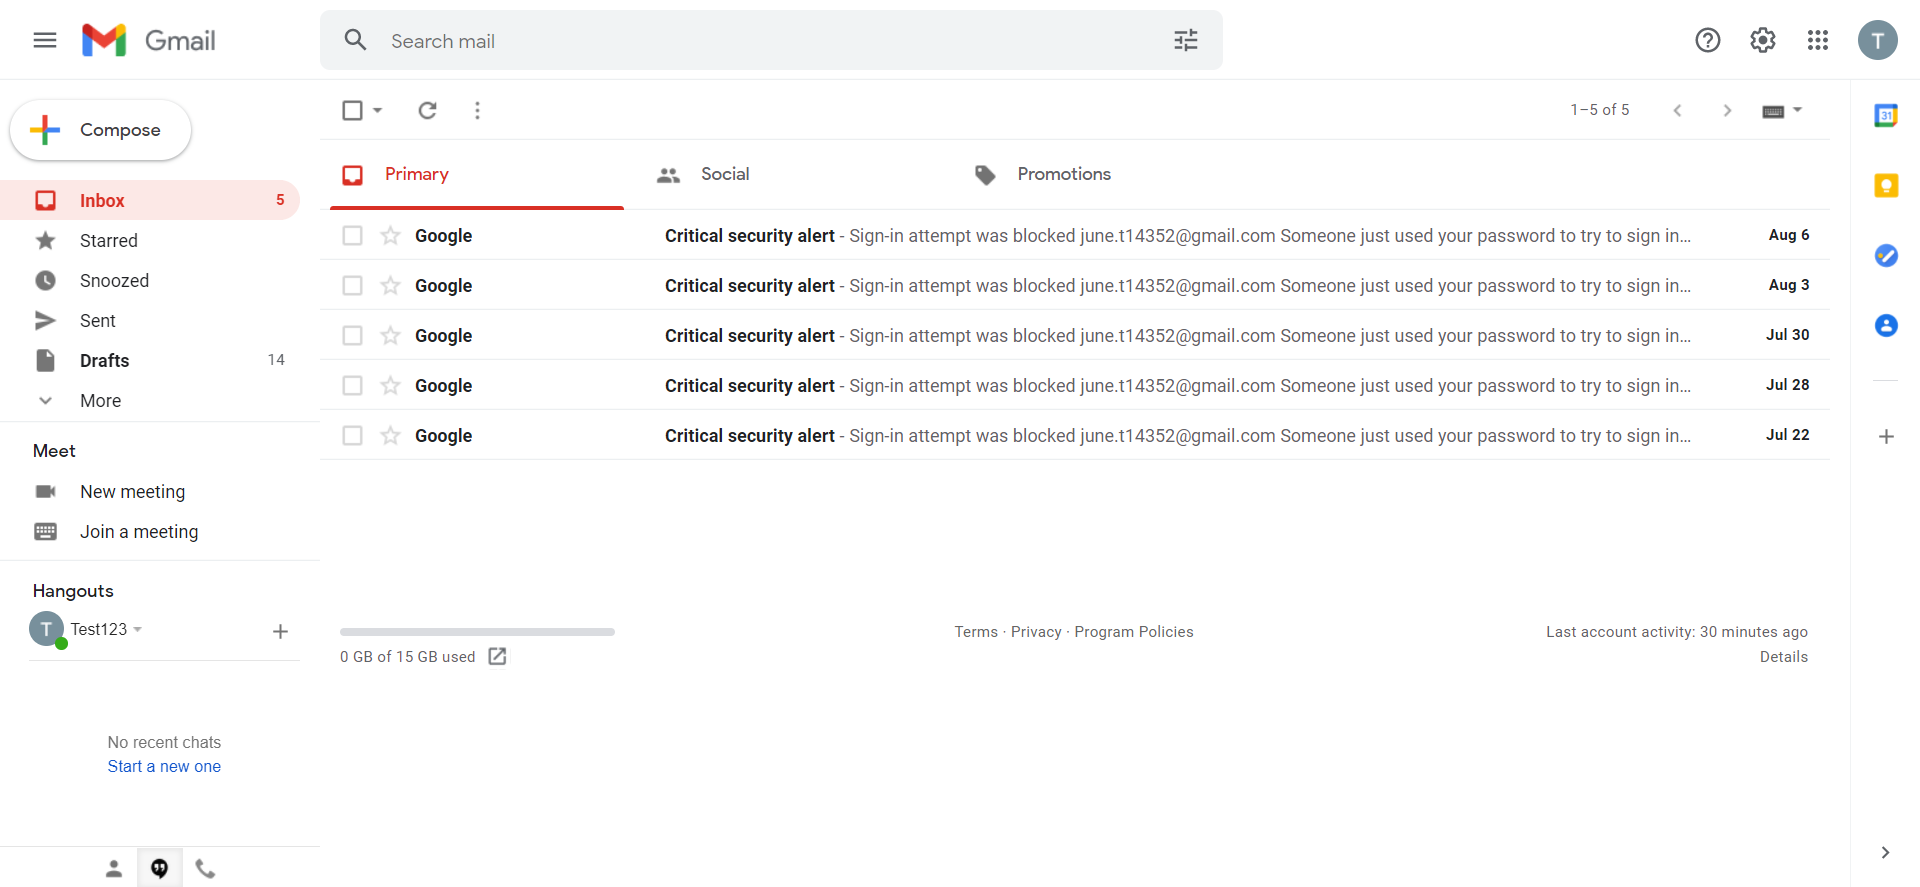 Gmail
Search mail
T
Compose
1–5 of 5
31
Primary
Social
Promotions
Inbox 5
Starred
Snoozed
Sent
Drafts 14
More
Google Critical security alert - Sign-in attempt was blocked june.t14352@gmail.com Someone just used your password to try to sign in... Aug 6
Google Critical security alert - Sign-in attempt was blocked june.t14352@gmail.com Someone just used your password to try to sign in... Aug 3
Google Critical security alert - Sign-in attempt was blocked june.t14352@gmail.com Someone just used your password to try to sign in... Jul 30
Google Critical security alert - Sign-in attempt was blocked june.t14352@gmail.com Someone just used your password to try to sign in... Jul 28
Google Critical security alert - Sign-in attempt was blocked june.t14352@gmail.com Someone just used your password to try to sign in... Jul 22
Meet
New meeting
Join a meeting
Hangouts
T Test123
No recent chats
Start a new one
0 GB of 15 GB used
Terms · Privacy · Program Policies
Last account activity: 30 minutes ago
Details